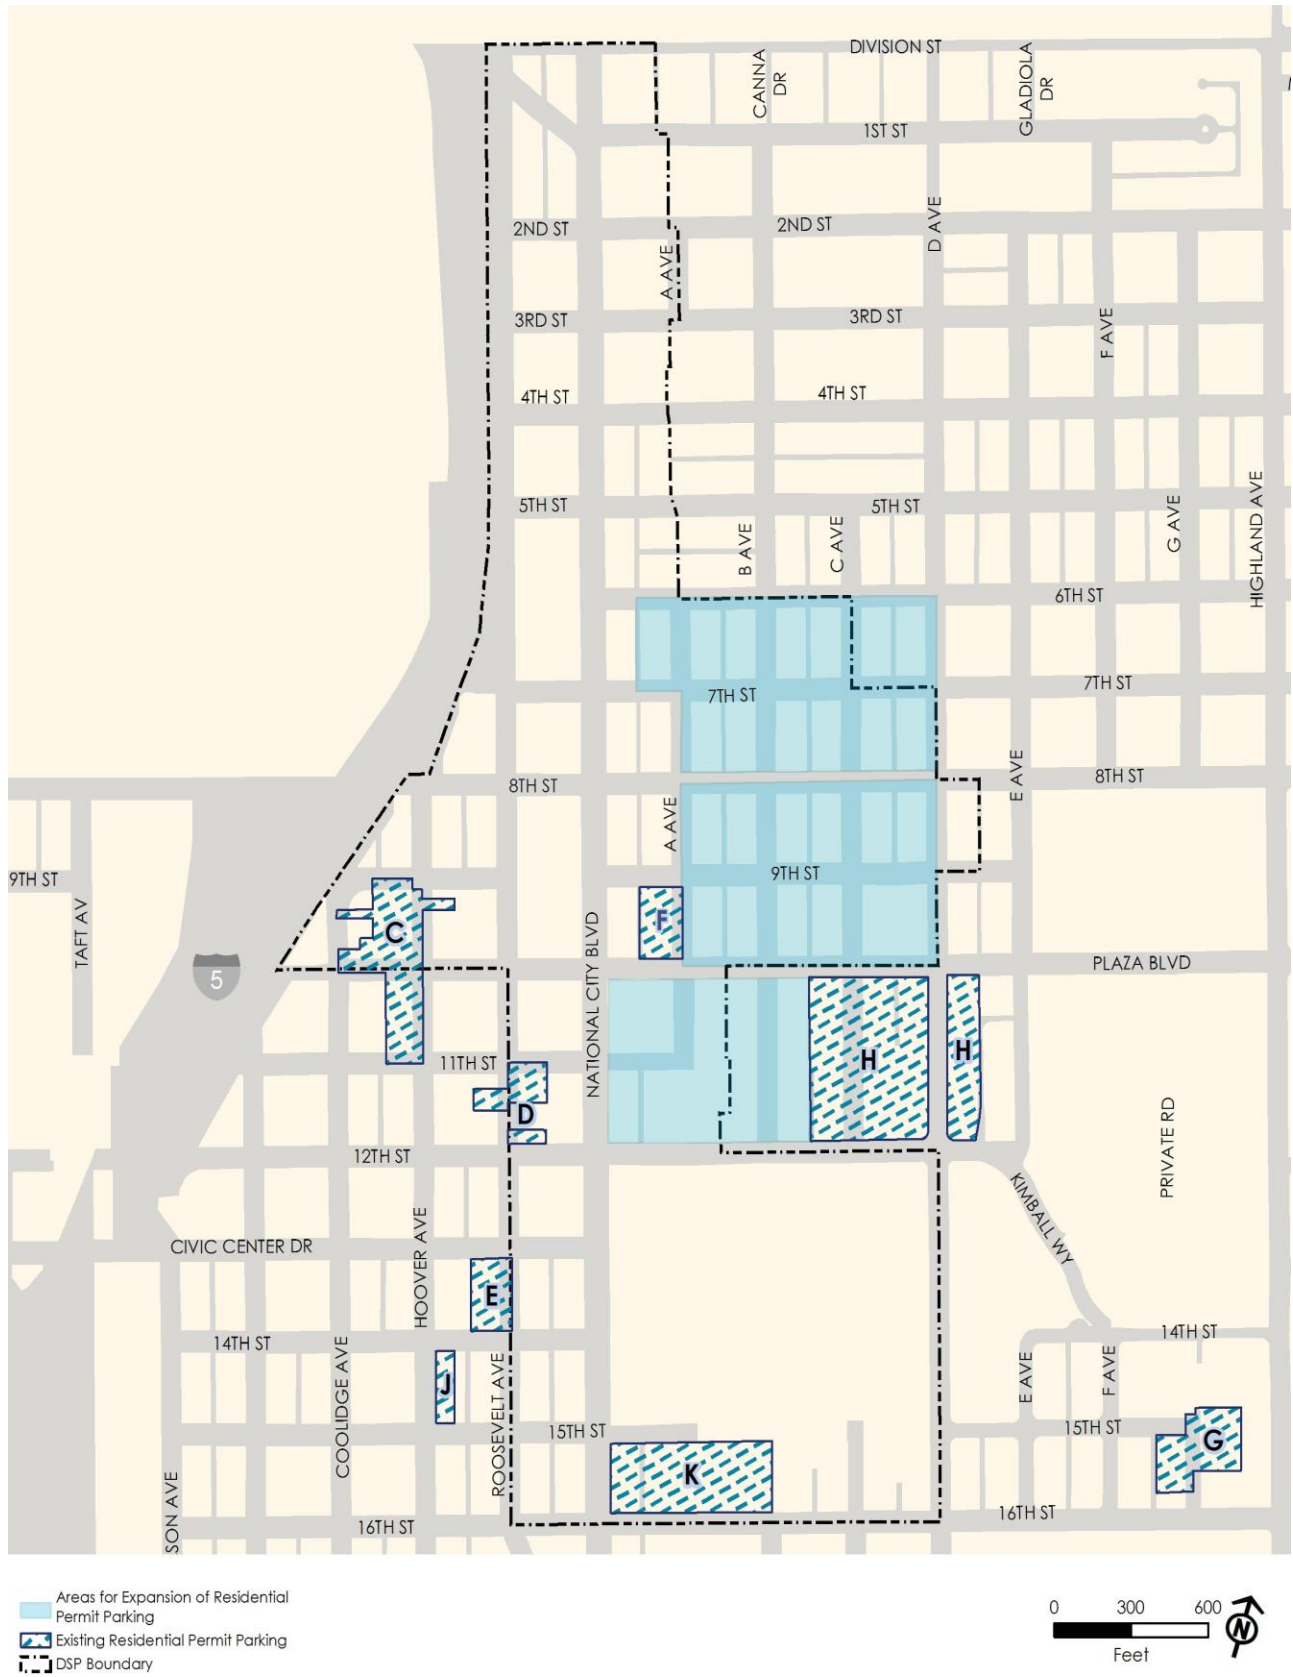 DIVISION ST
CANNA
DR
GLADIOLA
DR
1ST ST
2ND ST
2ND ST
D AVE
A AVE
3RD ST
3RD ST
F AVE
4TH ST
4TH ST
5TH ST
5TH ST
B AVE
C AVE
G AVE
HIGHLAND AVE
6TH ST
7TH ST
7TH ST
8TH ST
8TH ST
E AVE
A AVE
9TH ST
9TH ST
TAFT AV
C
F
NATIONAL CITY BLVD
PLAZA BLVD
5
11TH ST
H
H
D
12TH ST
PRIVATE RD
KIMBALL WY
CIVIC CENTER DR
HOOVER AVE
E
14TH ST
14TH ST
COOLIDGE AVE
J
ROOSEVELT AVE
E AVE
F AVE
15TH ST
15TH ST
G
K
SON AVE
16TH ST
16TH ST
Areas for Expansion of Residential
Permit Parking
Existing Residential Permit Parking
DSP Boundary
0 300 600
Feet
N